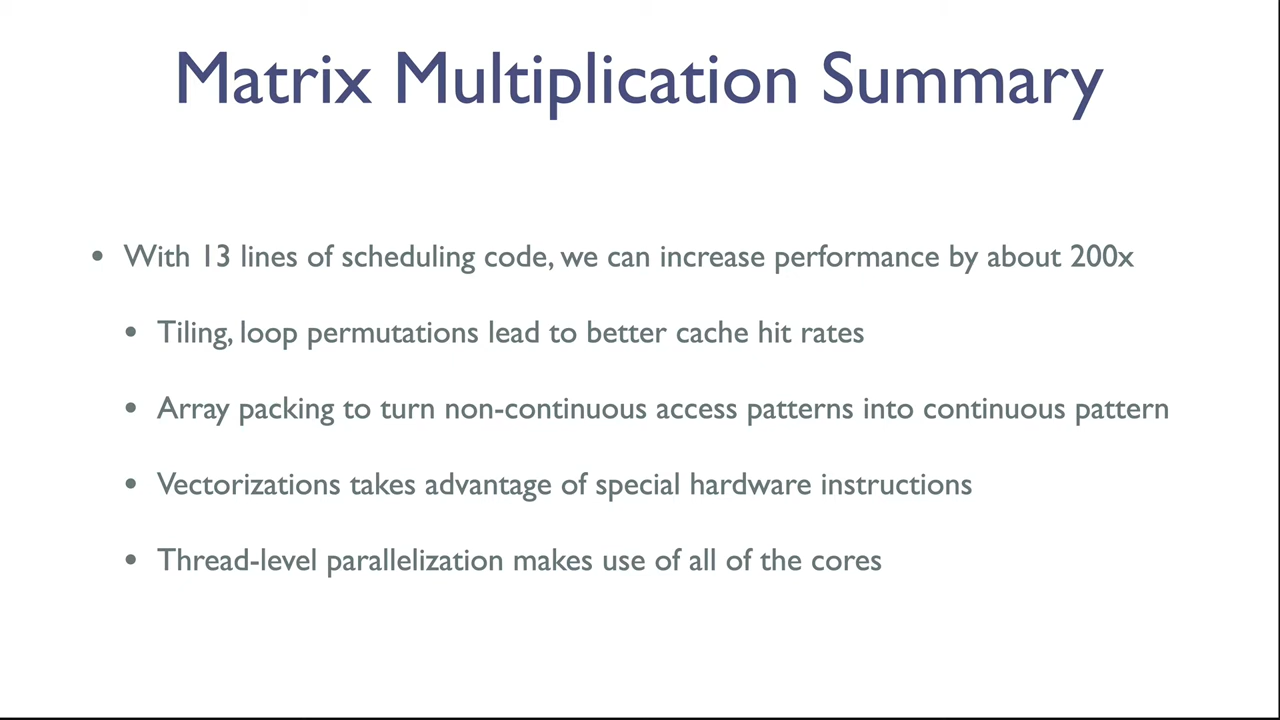 Matrix Multiplication Summary
• With 13 lines of scheduling code, we can increase performance by about 200x
• Tiling, loop permutations lead to better cache hit rates
• Array packing to turn non-continuous access patterns into continuous pattern
• Vectorizations takes advantage of special hardware instructions
• Thread-level parallelization makes use of all of the cores